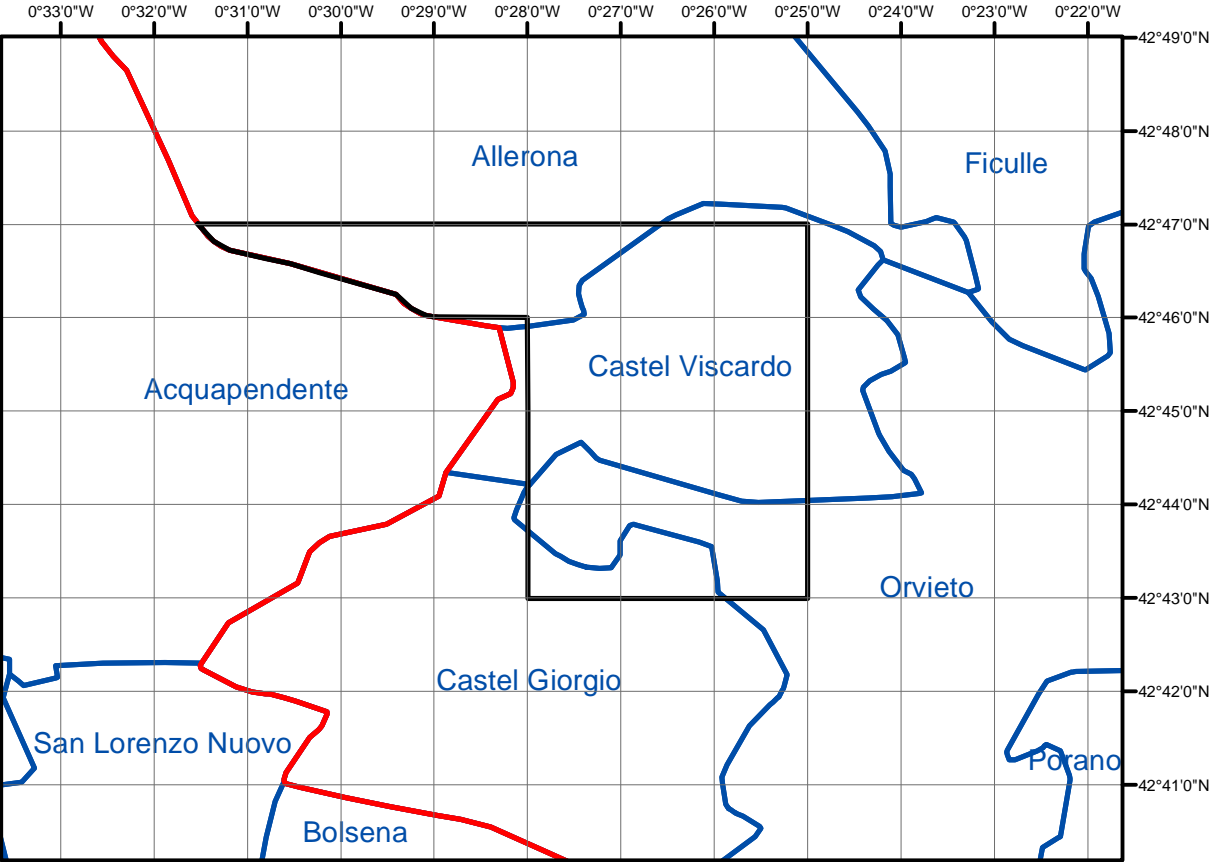 0°33'0"W 0°32'0"W 0°31'0"W 0°30'0"W 0°29'0"W 0°28'0"W 0°27'0"W 0°26'0"W 0°25'0"W 0°24'0"W 0°23'0"W 0°22'0"W
42°49'0"N
42°48'0"N
Allerona
Ficulle
42°47'0"N
42°46'0"N
Castel Viscardo
Acquapendente
42°45'0"N
42°44'0"N
Orvieto
42°43'0"N
Castel Giorgio
42°42'0"N
San Lorenzo Nuovo
Porano
42°41'0"N
Bolsena